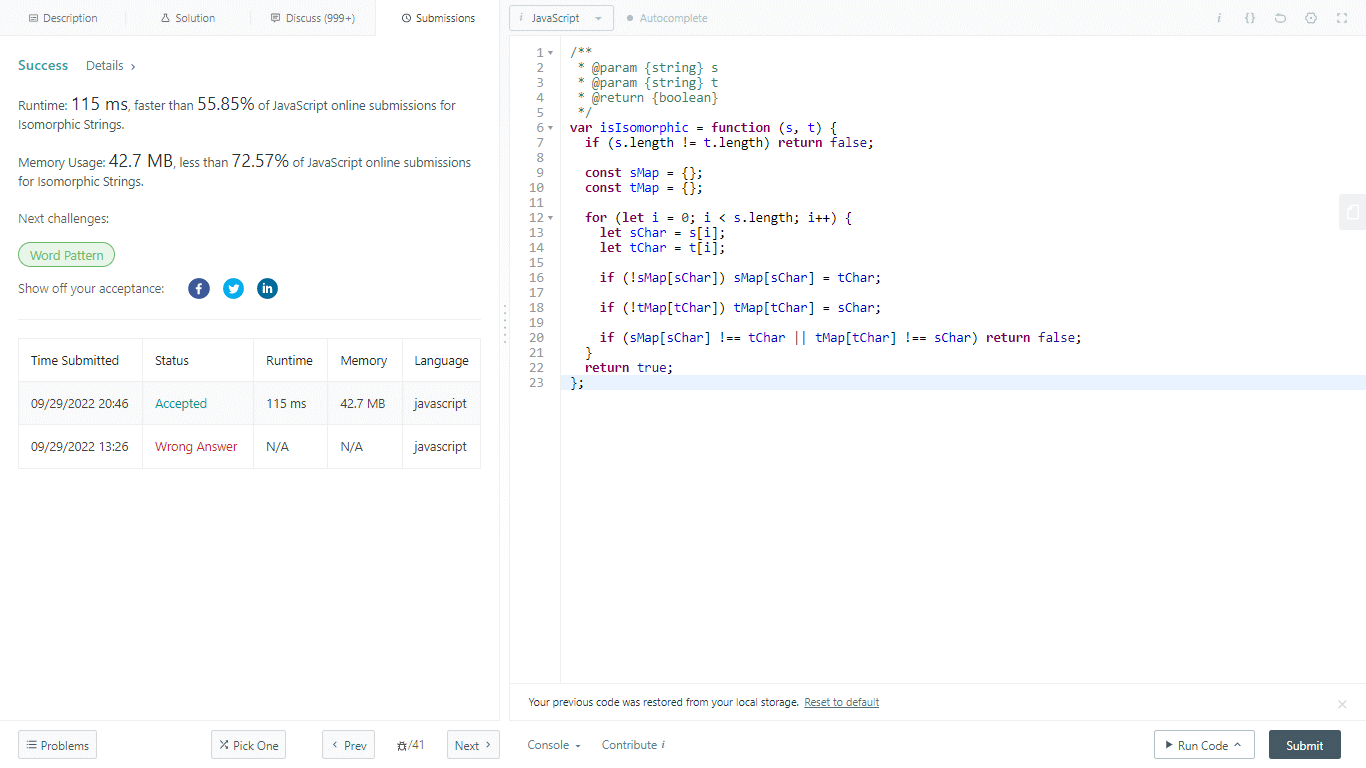 Description
Solution
Discuss (999+)
Submissions
i JavaScript
Autocomplete
i {}
Success Details
Runtime: 115 ms, faster than 55.85% of JavaScript online submissions for
Isomorphic Strings.
Memory Usage: 42.7 MB, less than 72.57% of JavaScript online submissions
for Isomorphic Strings.
Next challenges:
Word Pattern
Show off your acceptance:
Time Submitted Status Runtime Memory Language
09/29/2022 20:46 Accepted 115 ms 42.7 MB javascript
09/29/2022 13:26 Wrong Answer N/A N/A javascript
1 /**
2 * @param {string} s
3 * @param {string} t
4 * @return {boolean}
5 */
6 var isIsomorphic = function (s, t) {
7 if (s.length != t.length) return false;
8
9 const sMap = {};
10 const tMap = {};
11
12 for (let i = 0; i < s.length; i++) {
13 let sChar = s[i];
14 let tChar = t[i];
15
16 if (!sMap[sChar]) sMap[sChar] = tChar;
17
18 if (!tMap[tChar]) tMap[tChar] = sChar;
19
20 if (sMap[sChar] !== tChar || tMap[tChar] !== sChar) return false;
21 }
22 return true;
23 };
Your previous code was restored from your local storage. Reset to default
Problems
Pick One
Prev
/41
Next
Console
Contribute i
Run Code
Submit